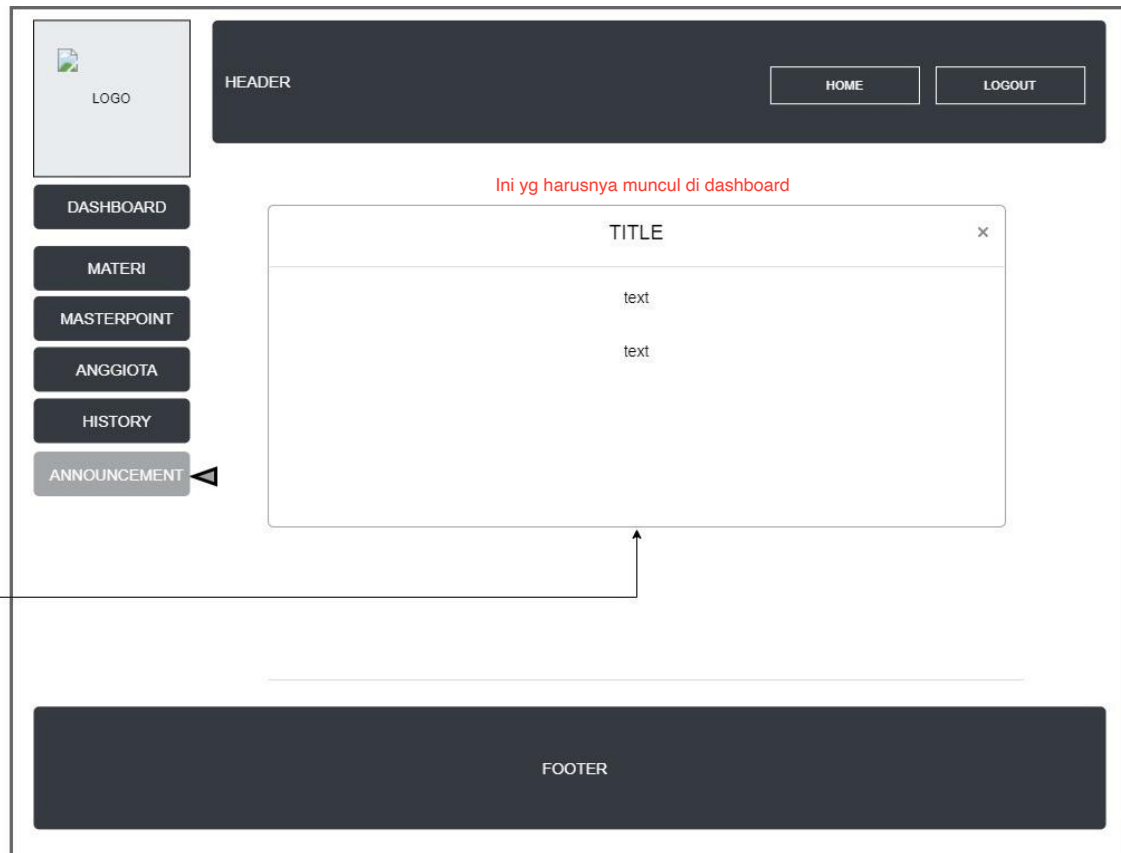 LOGO
HEADER
HOME
LOGOUT
DASHBOARD
MATERI
MASTERPOINT
ANGGIOTA
HISTORY
ANNOUNCEMENT
Ini yg harusnya muncul di dashboard
TITLE
×
text
text
FOOTER